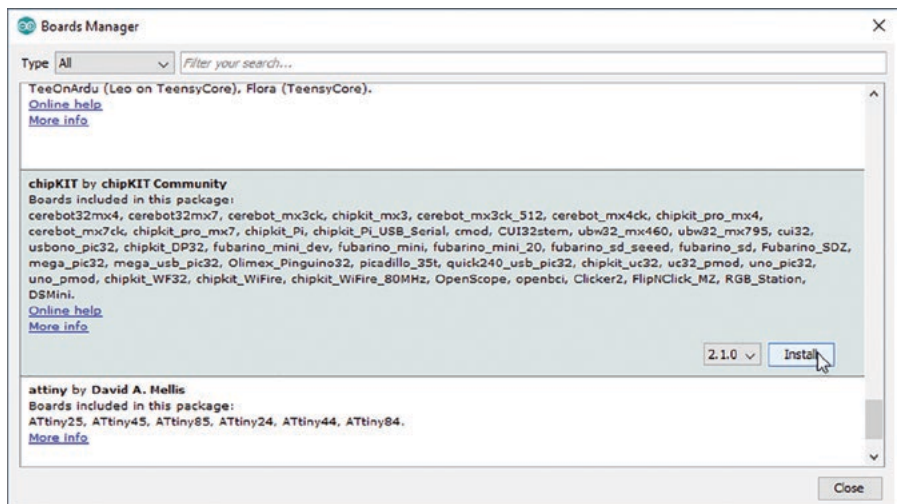 Boards Manager
Type All Filter your search...
TeeOnArdu (Leo on TeensyCore), Flora (TeensyCore).
Online help
More info
chipKIT by chipKIT Community
Boards included in this package:
cerebot32mx4, cerebot32mx7, cerebot_mx3ck, chipkit_mx3, cerebot_mx3ck_512, cerebot_mx4ck, chipkit_pro_mx4,
cerebot_mx7ck, chipkit_pro_mx7, chipkit_Pi, chipkit_Pi_USB_Serial, cmod, CUI32stem, ubw32_mx460, ubw32_mx795, cui32,
usbono_pic32, chipkit_DP32, fubarino_mini_dev, fubarino_mini, fubarino_mini_20, fubarino_sd_seeed, fubarino_sd, Fubarino_SDZ,
mega_pic32, mega_usb_pic32, Olimex_Pinguino32, picadillo_35t, quick240_usb_pic32, chipkit_uc32, uc32_pmod, uno_pic32,
uno_pmod, chipkit_WF32, chipkit_WiFire, chipkit_WiFire_80MHz, OpenScope, openbci, Clicker2, FlipNClick_MZ, RGB_Station,
DSMini.
Online help
More info
2.1.0 Install
attiny by David A. Mellis
Boards included in this package:
ATtiny25, ATtiny45, ATtiny85, ATtiny24, ATtiny44, ATtiny84.
More info
Close